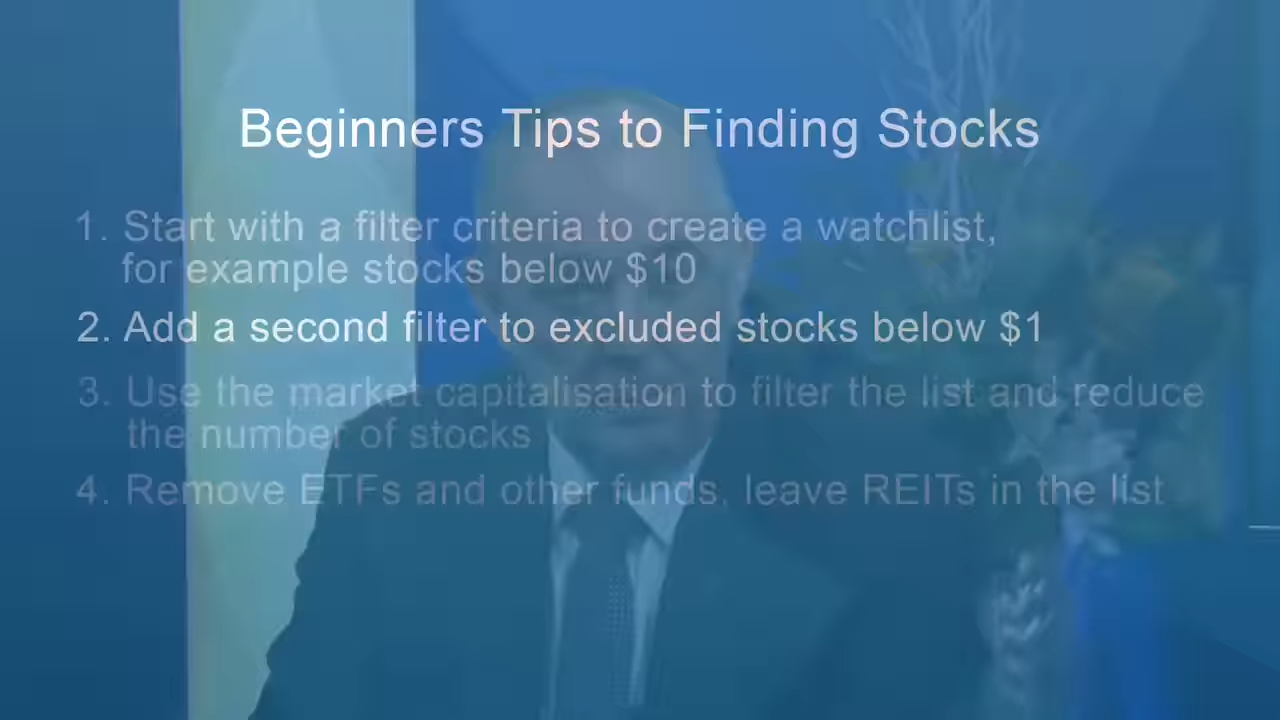 Beginners Tips to Finding Stocks
1. Start with a filter criteria to create a watchlist,
for example stocks below $10
2. Add a second filter to excluded stocks below $1
3. Use the market capitalisation to filter the list and reduce
the number of stocks
4. Remove ETFs and other funds, leave REITs in the list